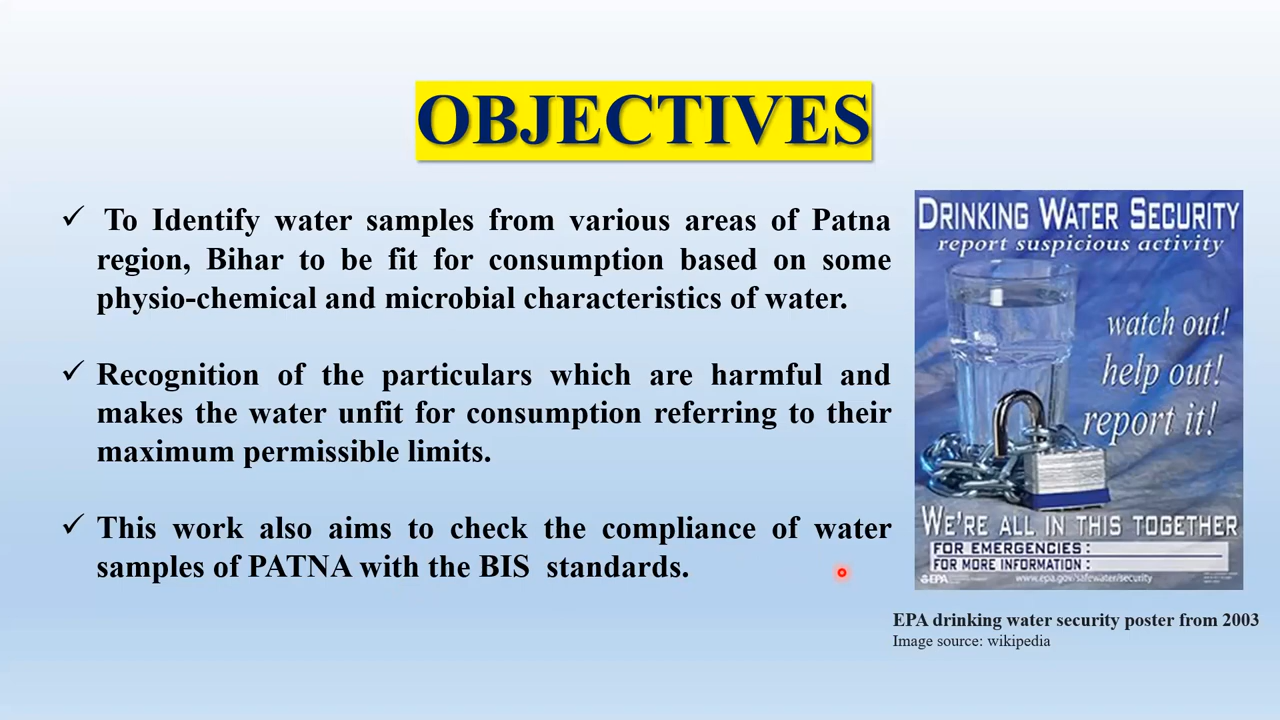 OBJECTIVES
✓ To Identify water samples from various areas of Patna
region, Bihar to be fit for consumption based on some
physio-chemical and microbial characteristics of water.
✓ Recognition of the particulars which are harmful and
makes the water unfit for consumption referring to their
maximum permissible limits.
✓ This work also aims to check the compliance of water
samples of PATNA with the BIS standards.
DRINKING WATER SECURITY
report suspicious activity
watch out!
help out!
report it!
WE'RE ALL IN THIS TOGETHER
FOR EMERGENCIES :
FOR MORE INFORMATION :
EPA
www.epa.gov/safewater/security
EPA drinking water security poster from 2003
Image source: wikipedia